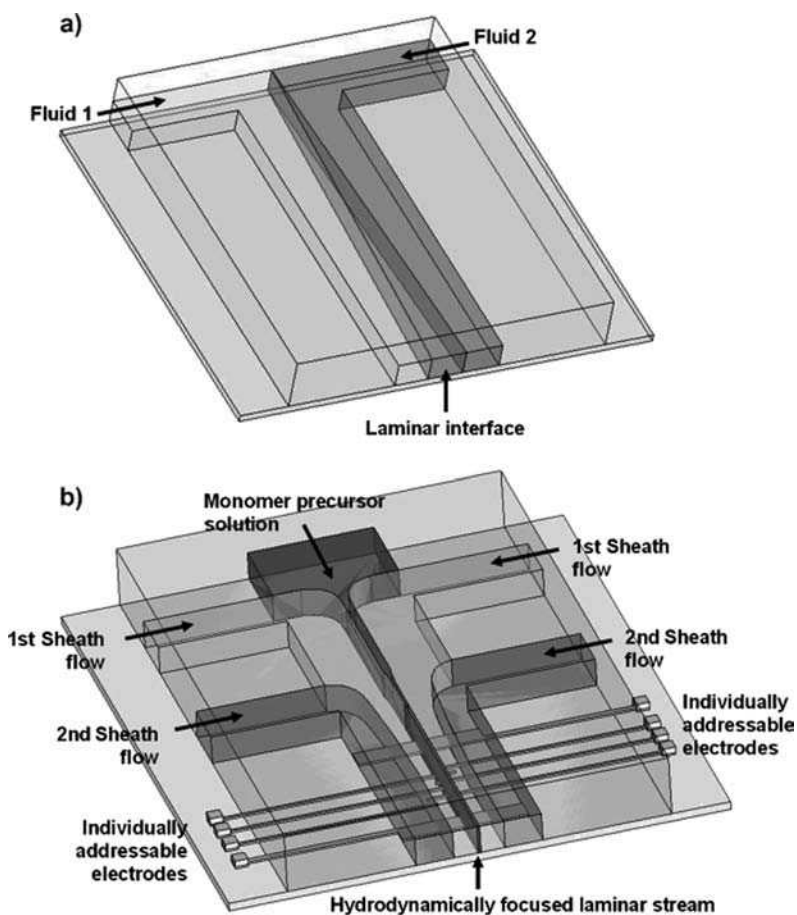 a)
Fluid 2
Fluid 1
Laminar interface
b)
Monomer precursor
solution
1st Sheath
flow
1st Sheath
flow
2nd Sheath
flow
2nd Sheath
flow
Individually
addressable
electrodes
Individually
addressable
electrodes
Hydrodynamically focused laminar stream